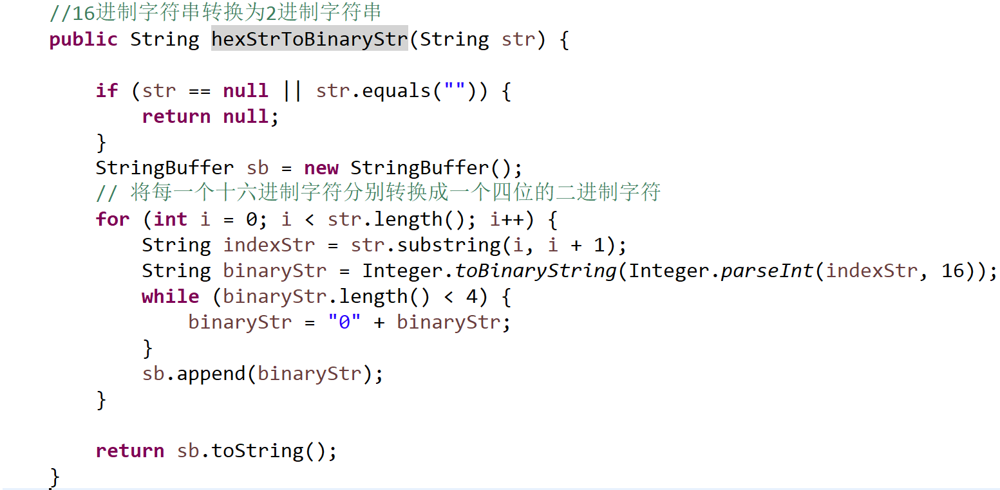 //16进制字符串转换为2进制字符串
public String hexStrToBinaryStr(String str) {
if (str == null || str.equals("")) {
return null;
}
StringBuffer sb = new StringBuffer();
// 将每一个十六进制字符分别转换成一个四位的二进制字符
for (int i = 0; i < str.length(); i++) {
String indexStr = str.substring(i, i + 1);
String binaryStr = Integer.toBinaryString(Integer.parseInt(indexStr, 16));
while (binaryStr.length() < 4) {
binaryStr = "0" + binaryStr;
}
sb.append(binaryStr);
}
return sb.toString();
}